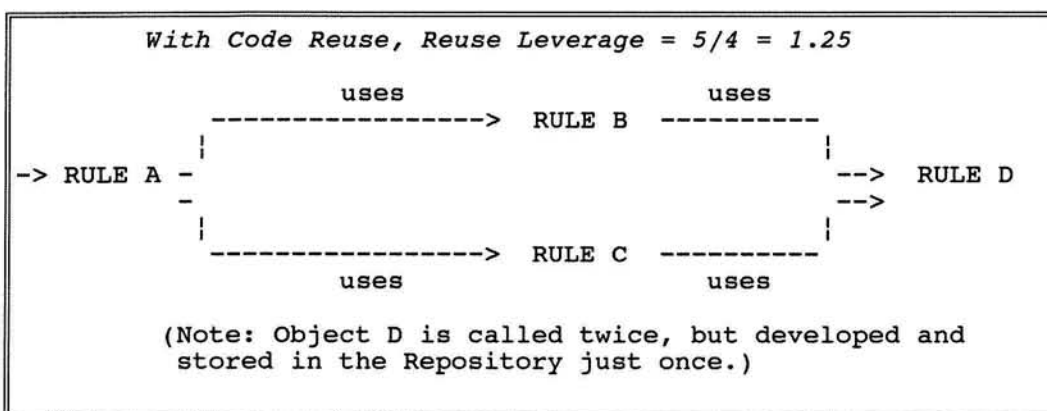 With Code Reuse, Reuse Leverage = 5/4 = 1.25
uses uses
-----------------> RULE B ----------
-> RULE A - --> RULE D
- -->
-----------------> RULE C ----------
uses uses
(Note: Object D is called twice, but developed and
stored in the Repository just once.)